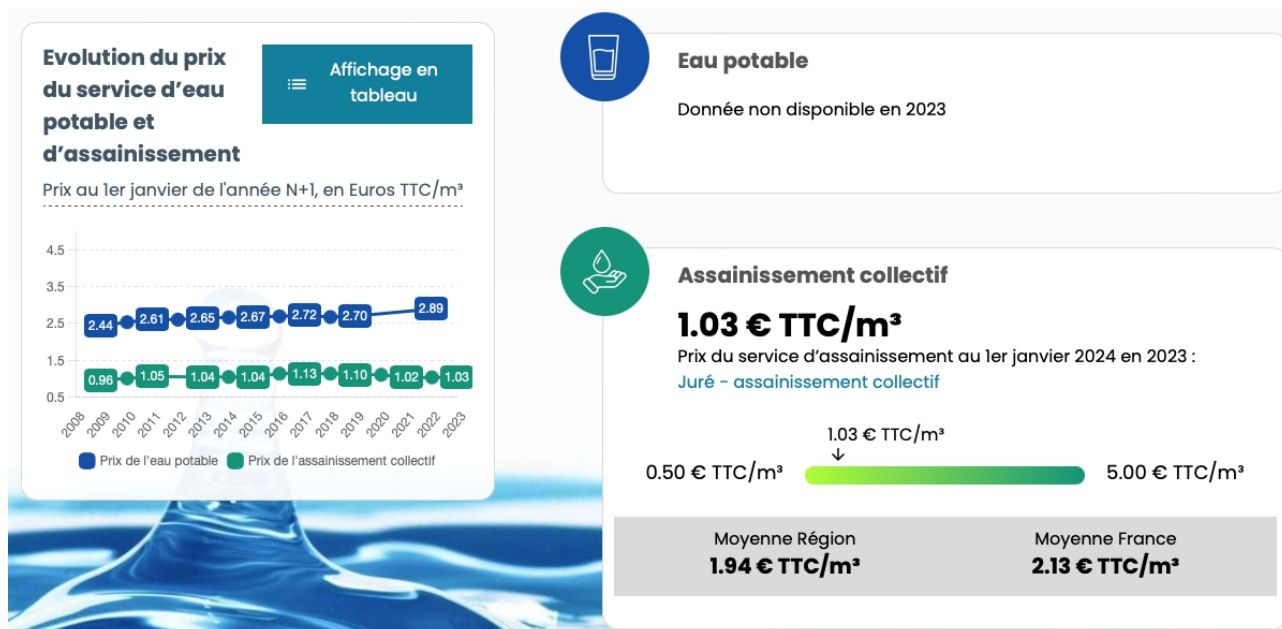 Evolution du prix
du service d’eau
potable et
d’assainissement
Affichage en
tableau
Prix au 1er janvier de l'année N+1, en Euros TTC/m³
4.5
3.5
2.5
1.5
0.5
2.44 2.61 2.65 2.67 2.72 2.70 2.89
0.96 1.05 1.04 1.04 1.13 1.10 1.02 1.03
2008 2009 2010 2011 2012 2013 2014 2015 2016 2017 2018 2019 2020 2021 2022 2023
Prix de l'eau potable Prix de l'assainissement collectif
Eau potable
Donnée non disponible en 2023
Assainissement collectif
1.03 € TTC/m³
Prix du service d’assainissement au 1er janvier 2024 en 2023 :
Juré - assainissement collectif
1.03 € TTC/m³
0.50 € TTC/m³ 5.00 € TTC/m³
Moyenne Région Moyenne France
1.94 € TTC/m³ 2.13 € TTC/m³